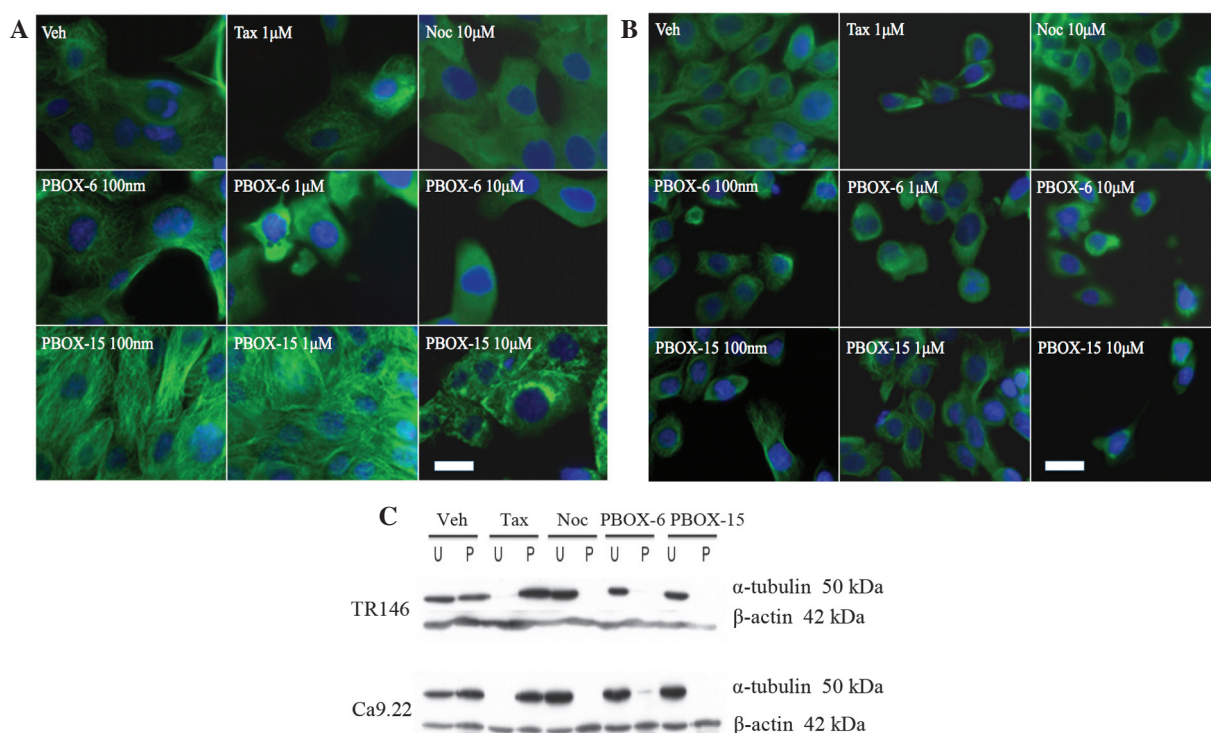 A
Veh
Tax 1μM
Noc 10μM
PBOX-6 100nm
PBOX-6 1μM
PBOX-6 10μM
PBOX-15 100nm
PBOX-15 1μM
PBOX-15 10μM
B
Veh
Tax 1μM
Noc 10μM
PBOX-6 100nm
PBOX-6 1μM
PBOX-6 10μM
PBOX-15 100nm
PBOX-15 1μM
PBOX-15 10μM
C
Veh Tax Noc PBOX-6 PBOX-15
U P U P U P U P U P
TR146
α-tubulin 50 kDa
β-actin 42 kDa
Ca9.22
α-tubulin 50 kDa
β-actin 42 kDa